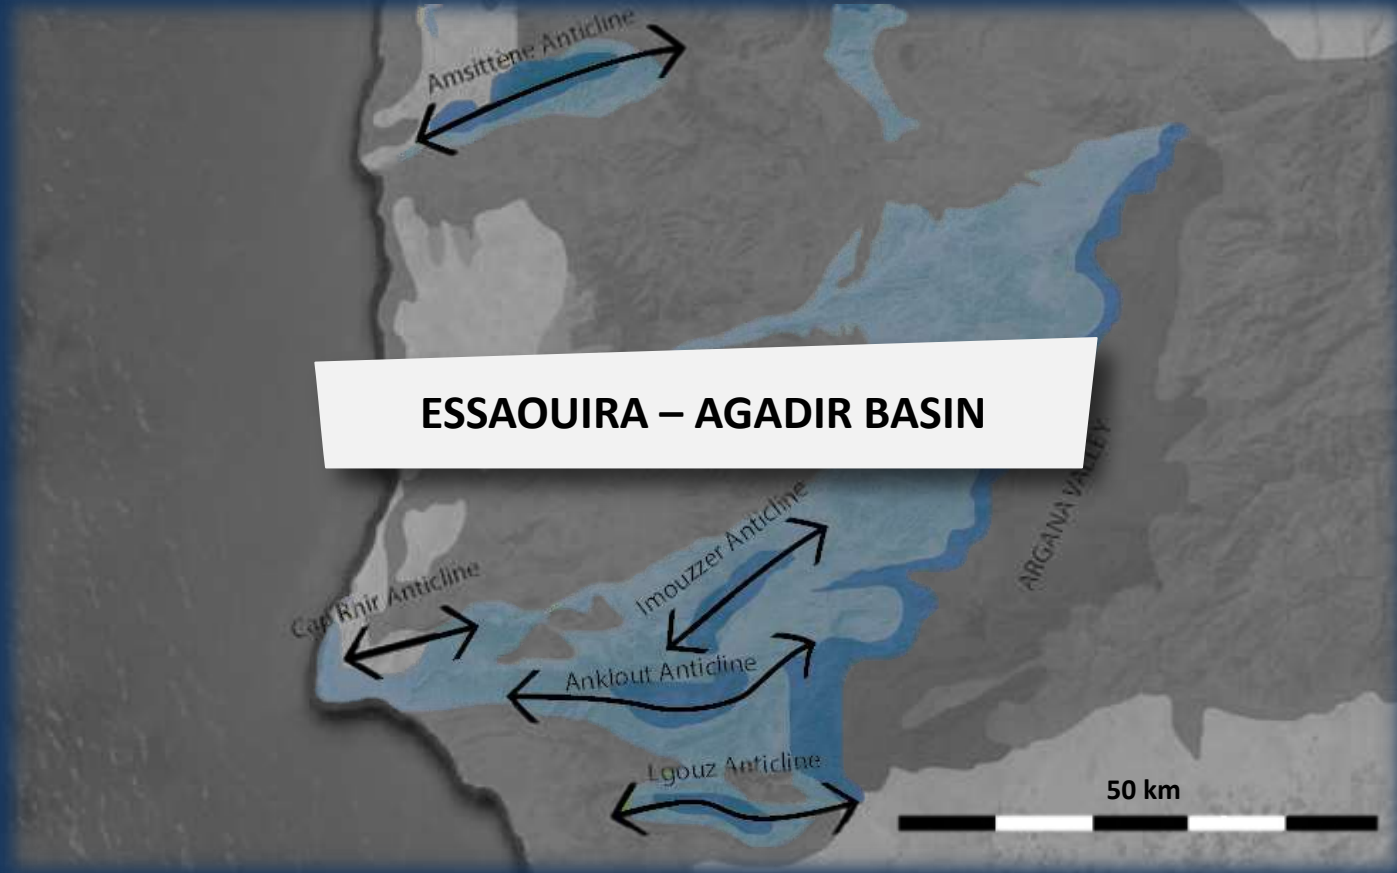 Amsittène Anticline
ESSAOUIRA – AGADIR BASIN
ARGANA VALLEY
Imouzzer Anticline
Cap Rhir Anticline
Anklout Anticline
Lgouz Anticline
50 km